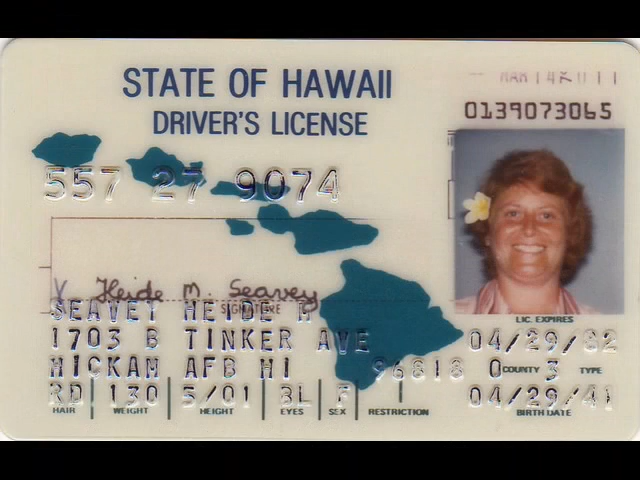 STATE OF HAWAII
DRIVER'S LICENSE
0139073065
557 27 9074
Heide M. Seavey
SIGNATURE
SEAVEY HEIDE M
LIC. EXPIRES
1703 B TINKER AVE
04/29/82
HICKAM AFB HI 96818
0 COUNTY 3 TYPE
RD 130 5/01 BL F
04/29/41
HAIR WEIGHT HEIGHT EYES SEX RESTRICTION
BIRTH DATE